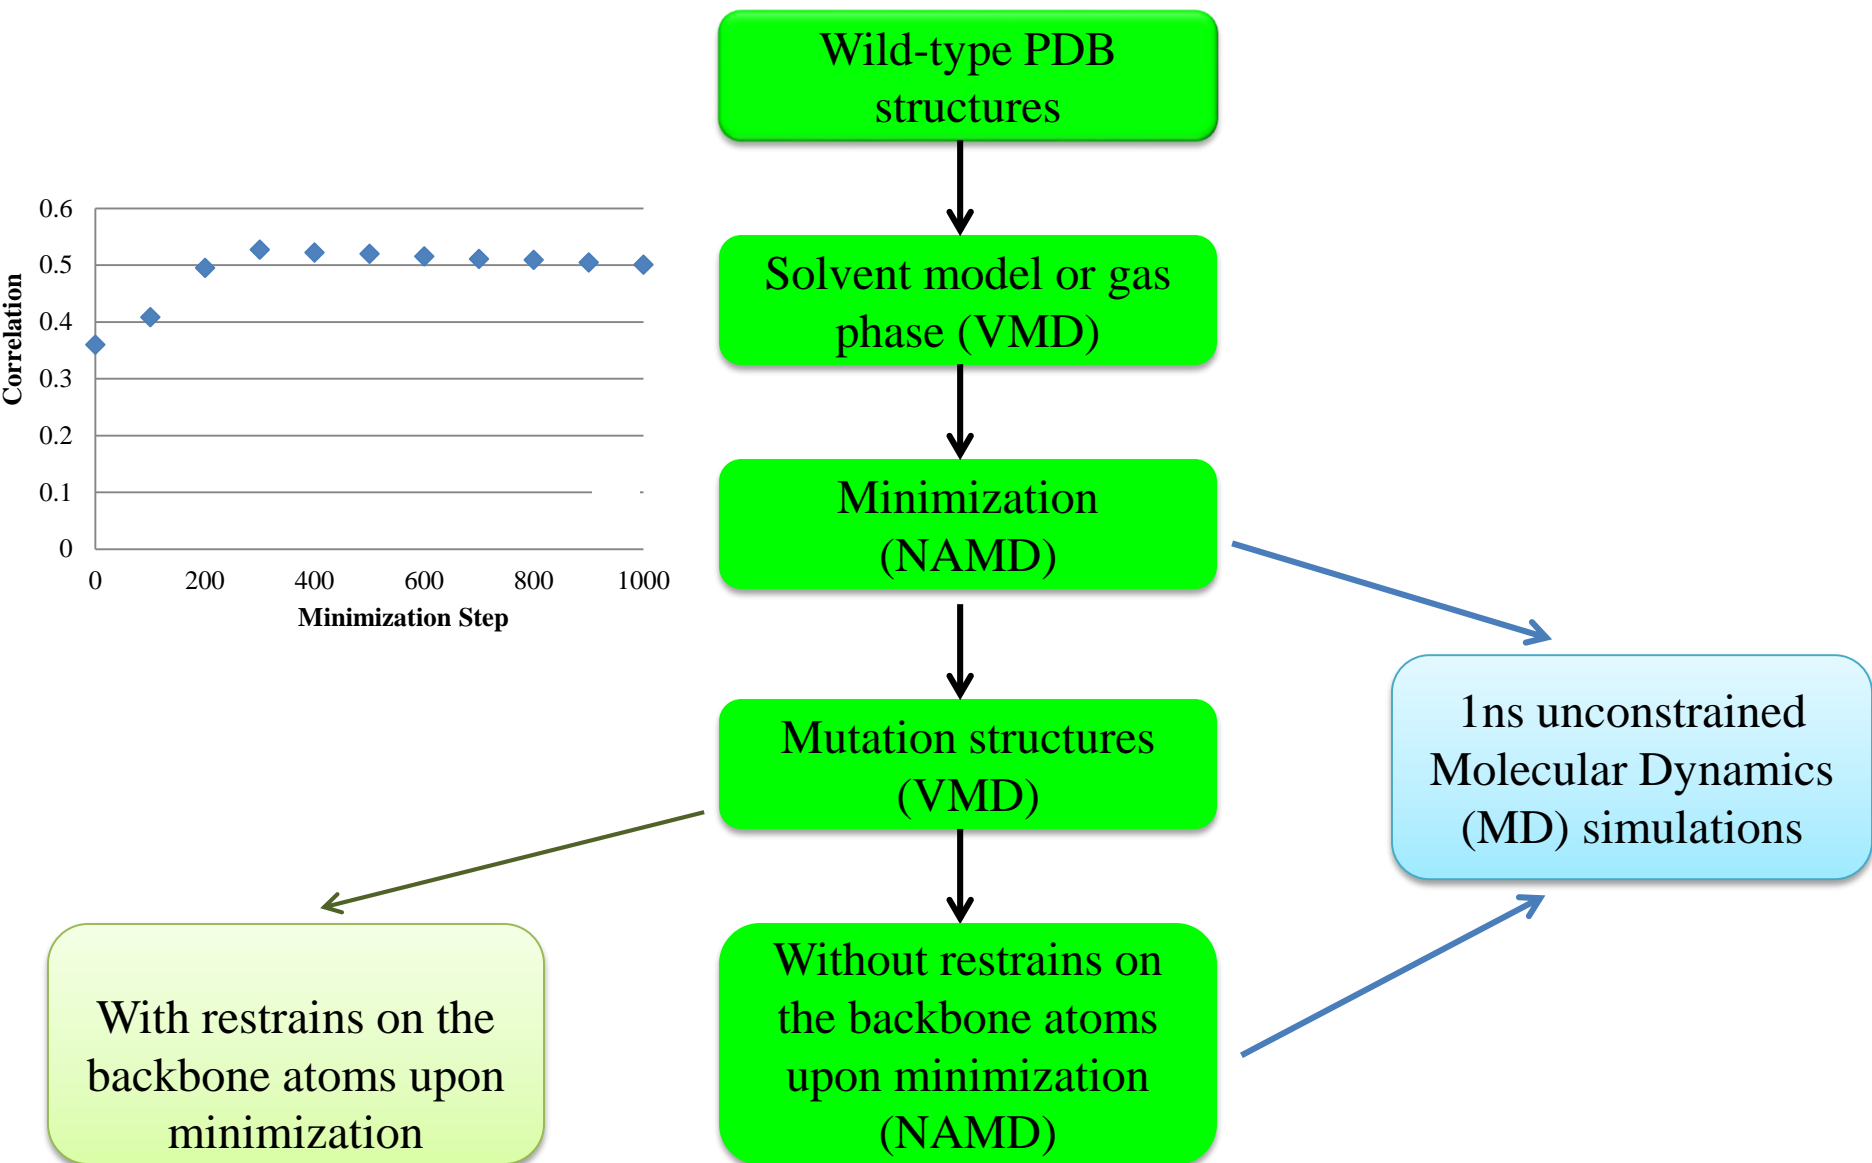 Wild-type PDB
structures
0.6
0.5
0.4
0.3
0.2
0.1
0
Correlation
0 200 400 600 800 1000
Minimization Step
Solvent model or gas
phase (VMD)
Minimization
(NAMD)
Mutation structures
(VMD)
1ns unconstrained
Molecular Dynamics
(MD) simulations
With restrains on the
backbone atoms upon
minimization
Without restrains on
the backbone atoms
upon minimization
(NAMD)